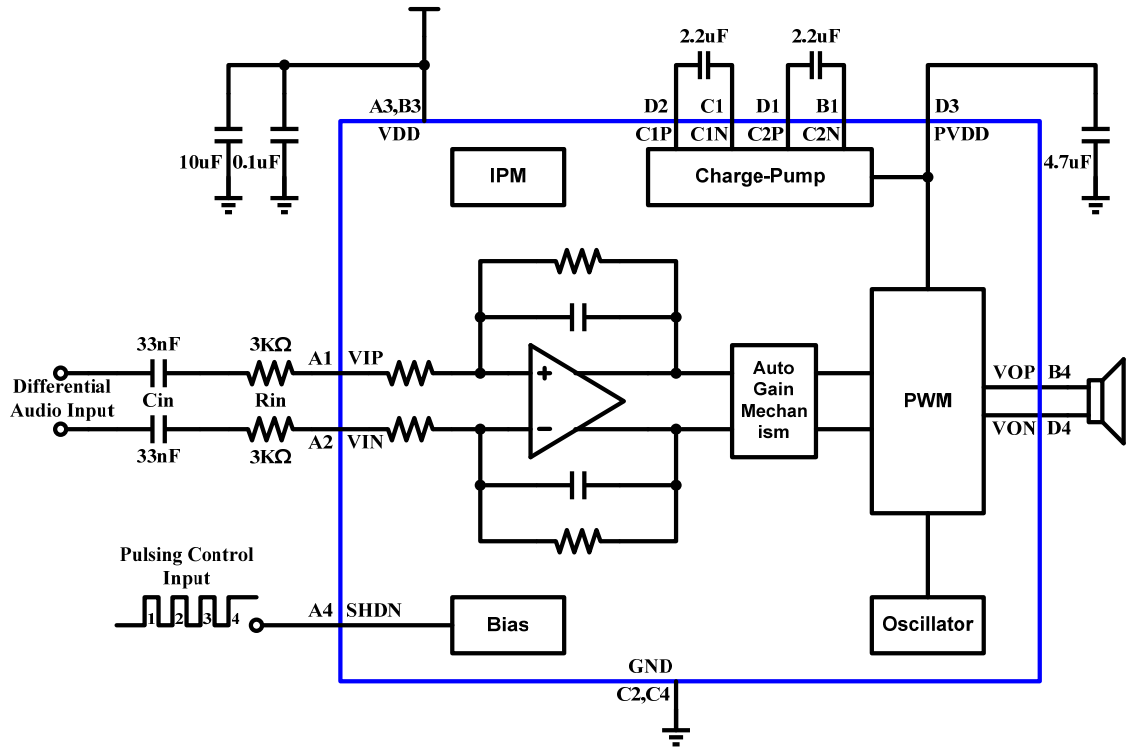 2.2uF 2.2uF
A3,B3 D2 C1 D1 B1 D3
VDD C1P C1N C2P C2N PVDD
10uF 0.1uF IPM Charge-Pump 4.7uF
33nF 3KΩ A1 VIP
Differential
Audio Input
Cin Rin
33nF 3KΩ A2 VIN
+
−
Auto
Gain
Mechan
ism
PWM
VOP B4
VON D4
Pulsing Control
Input
1 2 3 4
A4 SHDN
Bias
Oscillator
GND
C2,C4